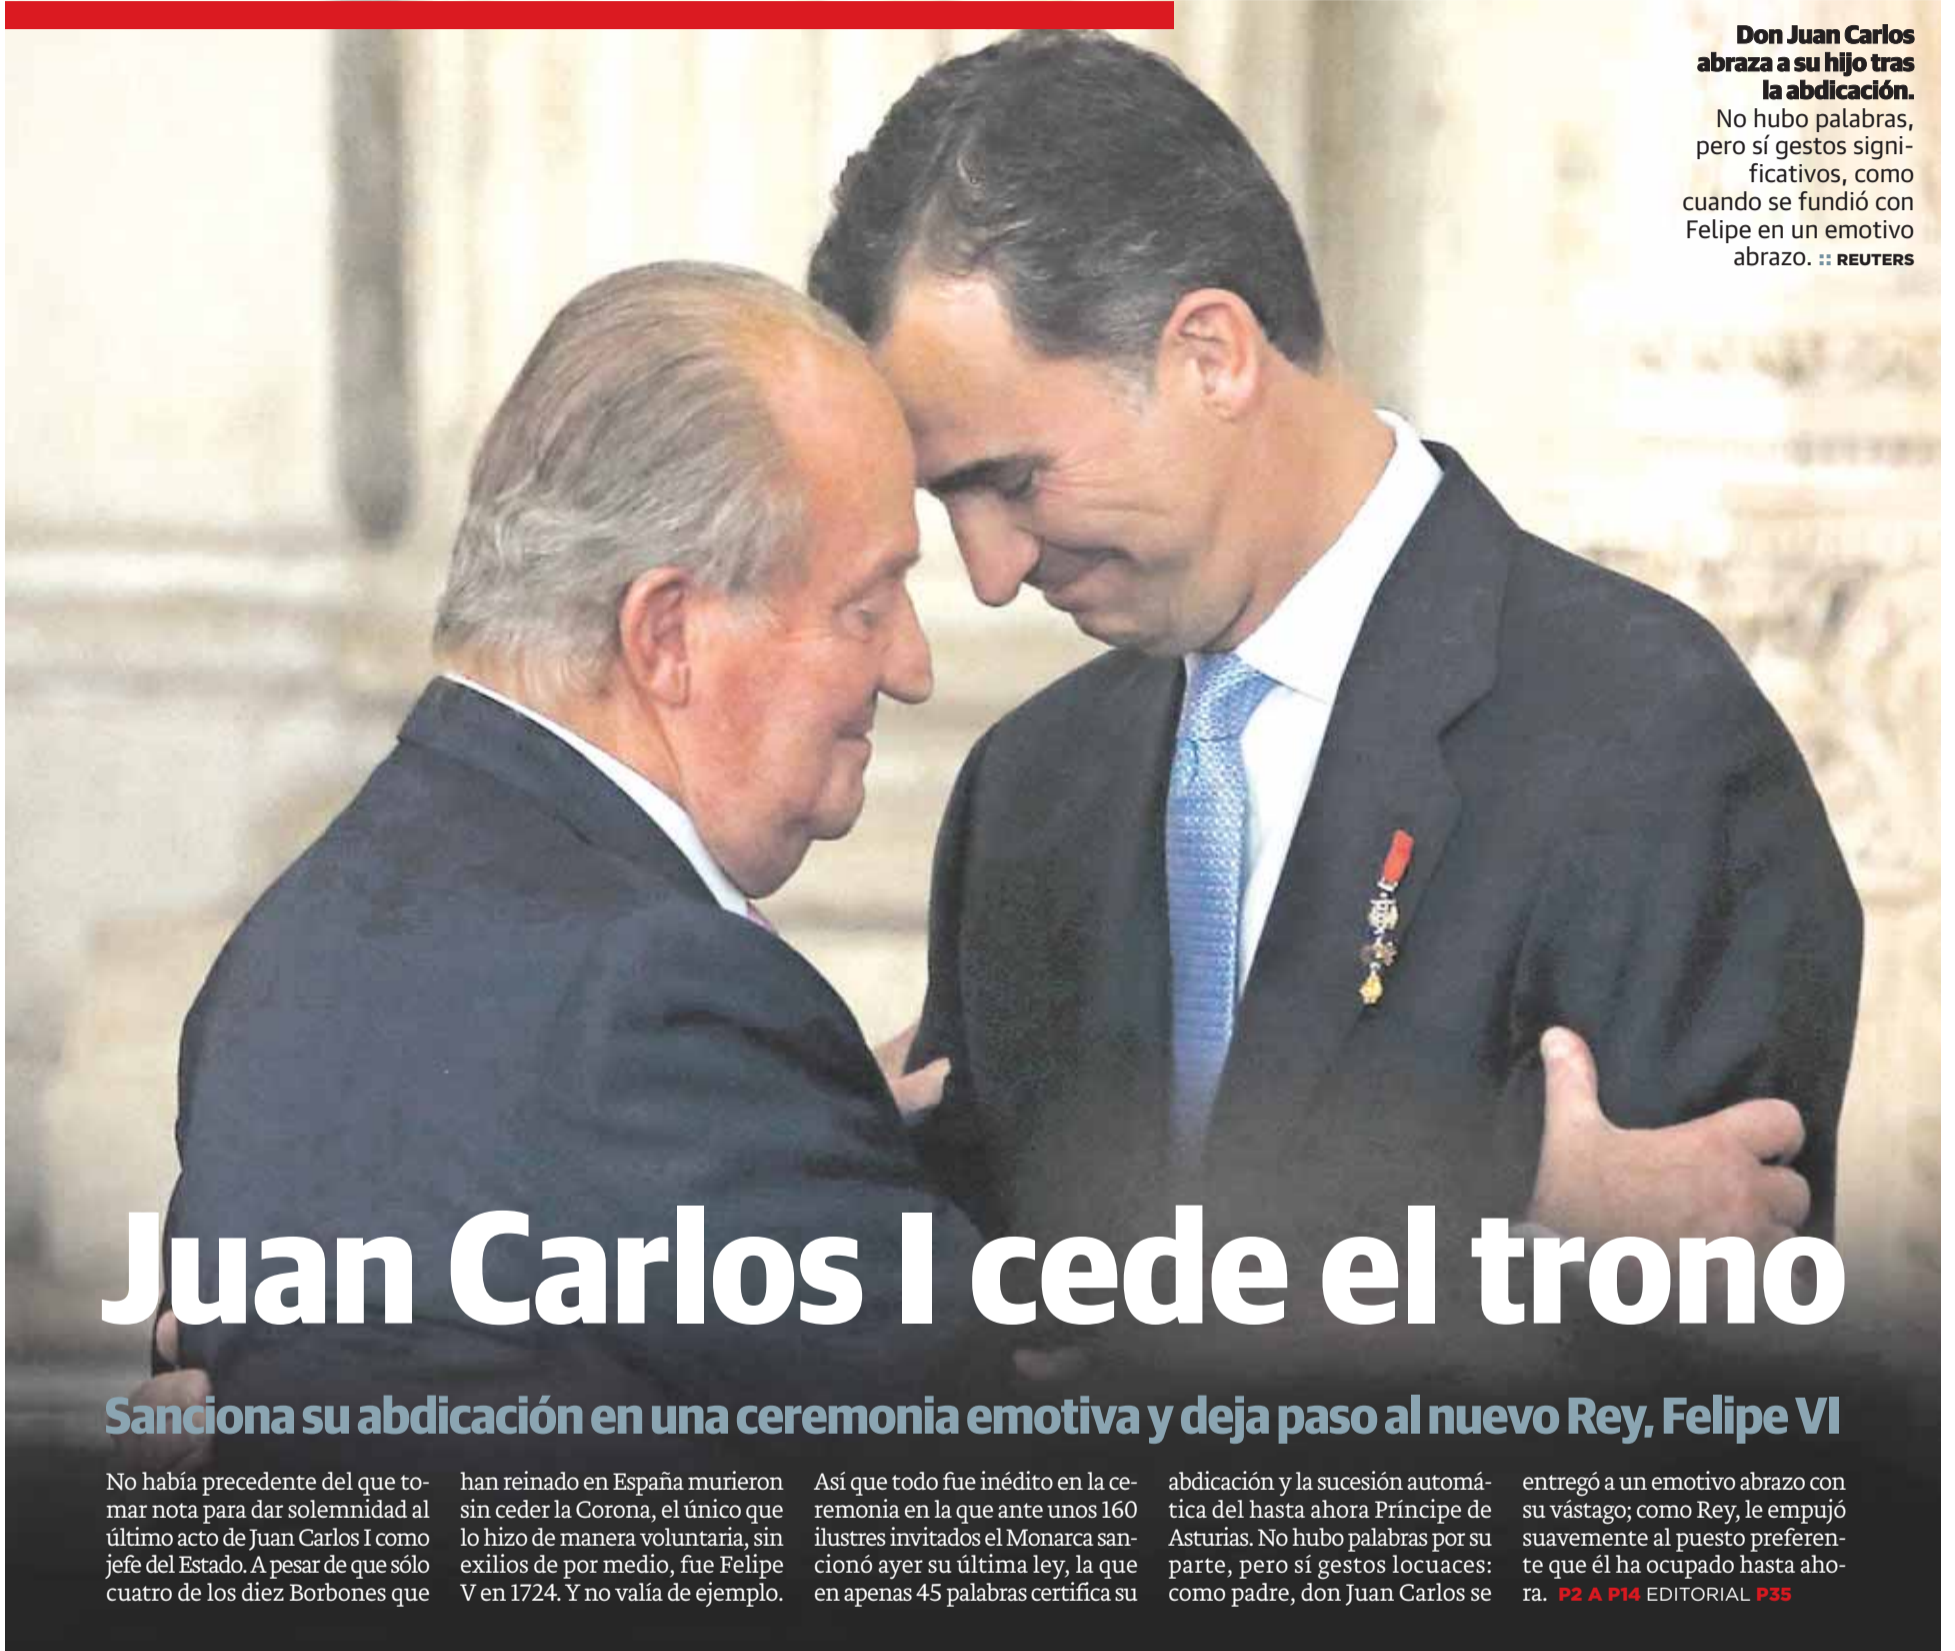 Don Juan Carlos
abraza a su hijo tras
la abdicación.
No hubo palabras,
pero sí gestos signi-
ficativos, como
cuando se fundió con
Felipe en un emotivo
abrazo. :: REUTERS
Juan Carlos I cede el trono
Sanciona su abdicación en una ceremonia emotiva y deja paso al nuevo Rey, Felipe VI
No había precedente del que to-
mar nota para dar solemnidad al
último acto de Juan Carlos I como
jefe del Estado. A pesar de que sólo
cuatro de los diez Borbones que
han reinado en España murieron
sin ceder la Corona, el único que
lo hizo de manera voluntaria, sin
exilios de por medio, fue Felipe
V en 1724. Y no valía de ejemplo.
Así que todo fue inédito en la ce-
remonia en la que ante unos 160
ilustres invitados el Monarca san-
cionó ayer su última ley, la que
en apenas 45 palabras certifica su
abdicación y la sucesión automá-
tica del hasta ahora Príncipe de
Asturias. No hubo palabras por su
parte, pero sí gestos locuaces:
como padre, don Juan Carlos se
entregó a un emotivo abrazo con
su vástago; como Rey, le empujó
suavemente al puesto preferen-
te que él ha ocupado hasta aho-
ra. P2 A P14 EDITORIAL P35